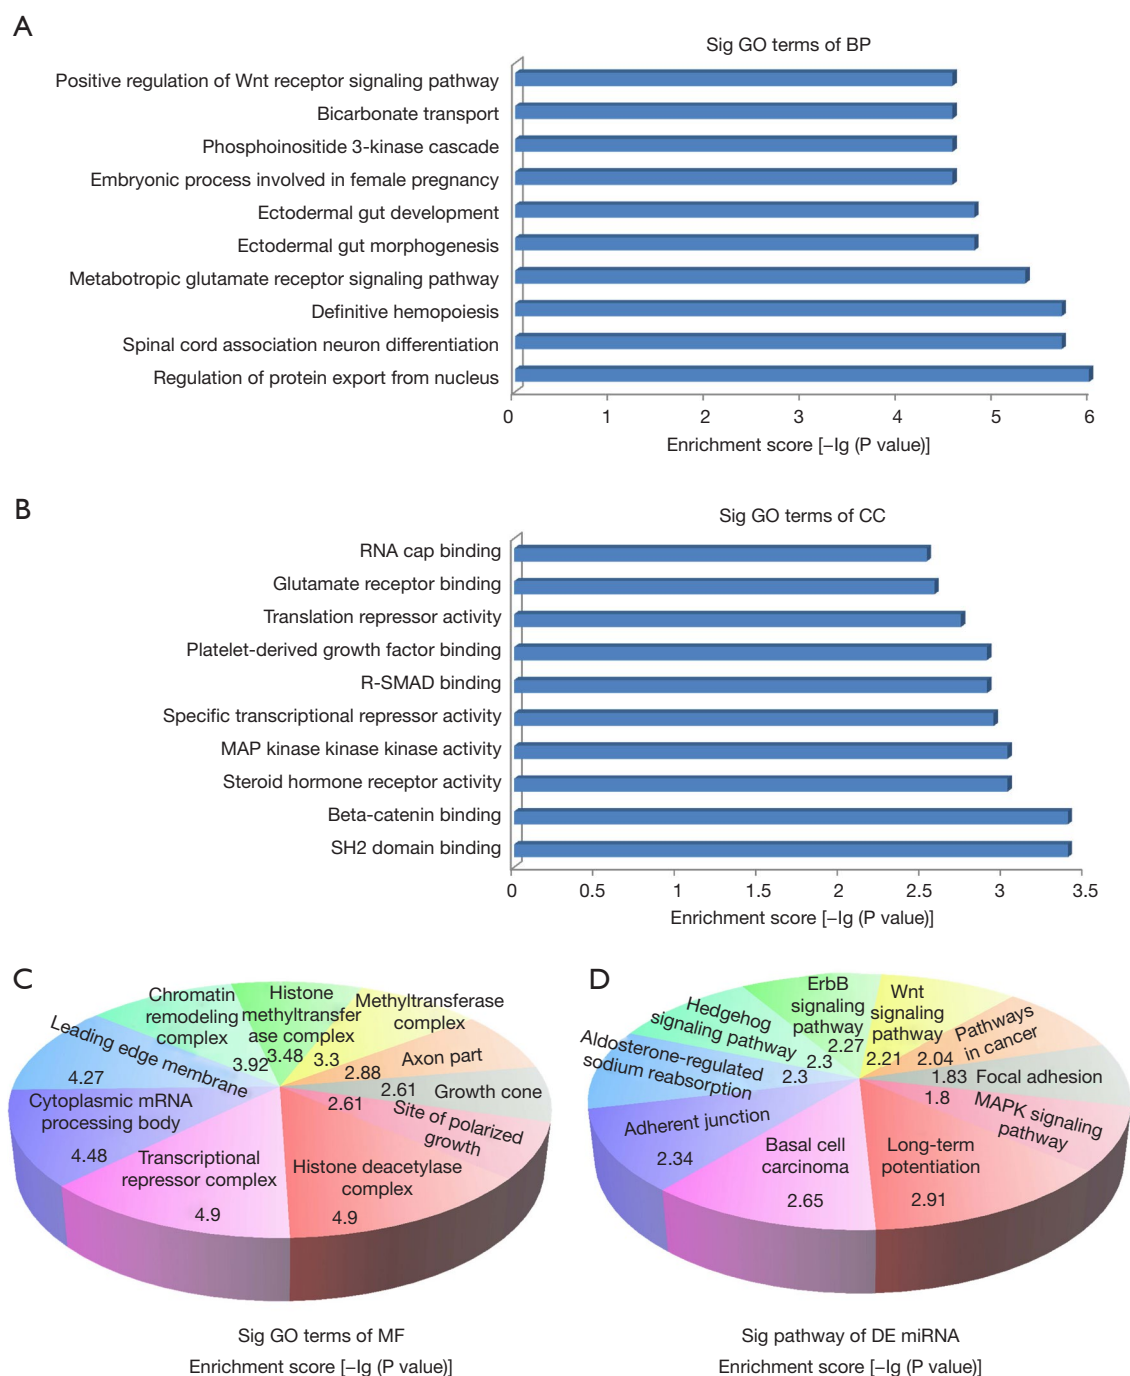 A
Sig GO terms of BP
Positive regulation of Wnt receptor signaling pathway
Bicarbonate transport
Phosphoinositide 3-kinase cascade
Embryonic process involved in female pregnancy
Ectodermal gut development
Ectodermal gut morphogenesis
Metabotropic glutamate receptor signaling pathway
Definitive hemopoiesis
Spinal cord association neuron differentiation
Regulation of protein export from nucleus
0 1 2 3 4 5 6
Enrichment score [–Ig (P value)]
B
Sig GO terms of CC
RNA cap binding
Glutamate receptor binding
Translation repressor activity
Platelet-derived growth factor binding
R-SMAD binding
Specific transcriptional repressor activity
MAP kinase kinase kinase activity
Steroid hormone receptor activity
Beta-catenin binding
SH2 domain binding
0 0.5 1 1.5 2 2.5 3 3.5
Enrichment score [–Ig (P value)]
C
Chromatin
remodeling
complex
3.92
Histone
methyltransfer
ase complex
3.48
Methyltransferase
complex
3.3
Axon part
2.88
Growth cone
2.61
Site of polarized
growth
2.61
Leading edge membrane
4.27
Cytoplasmic mRNA
processing body
4.48
Transcriptional
repressor complex
4.9
Histone deacetylase
complex
4.9
Sig GO terms of MF
Enrichment score [–Ig (P value)]
D
ErbB
signaling
pathway
2.27
Wnt
signaling
pathway
2.21
Pathways
in cancer
2.04
Focal adhesion
1.83
MAPK signaling
pathway
1.8
Hedgehog
signaling pathway
2.3
Aldosterone-regulated
sodium reabsorption
2.3
Adherent junction
2.34
Basal cell
carcinoma
2.65
Long-term
potentiation
2.91
Sig pathway of DE miRNA
Enrichment score [–Ig (P value)]